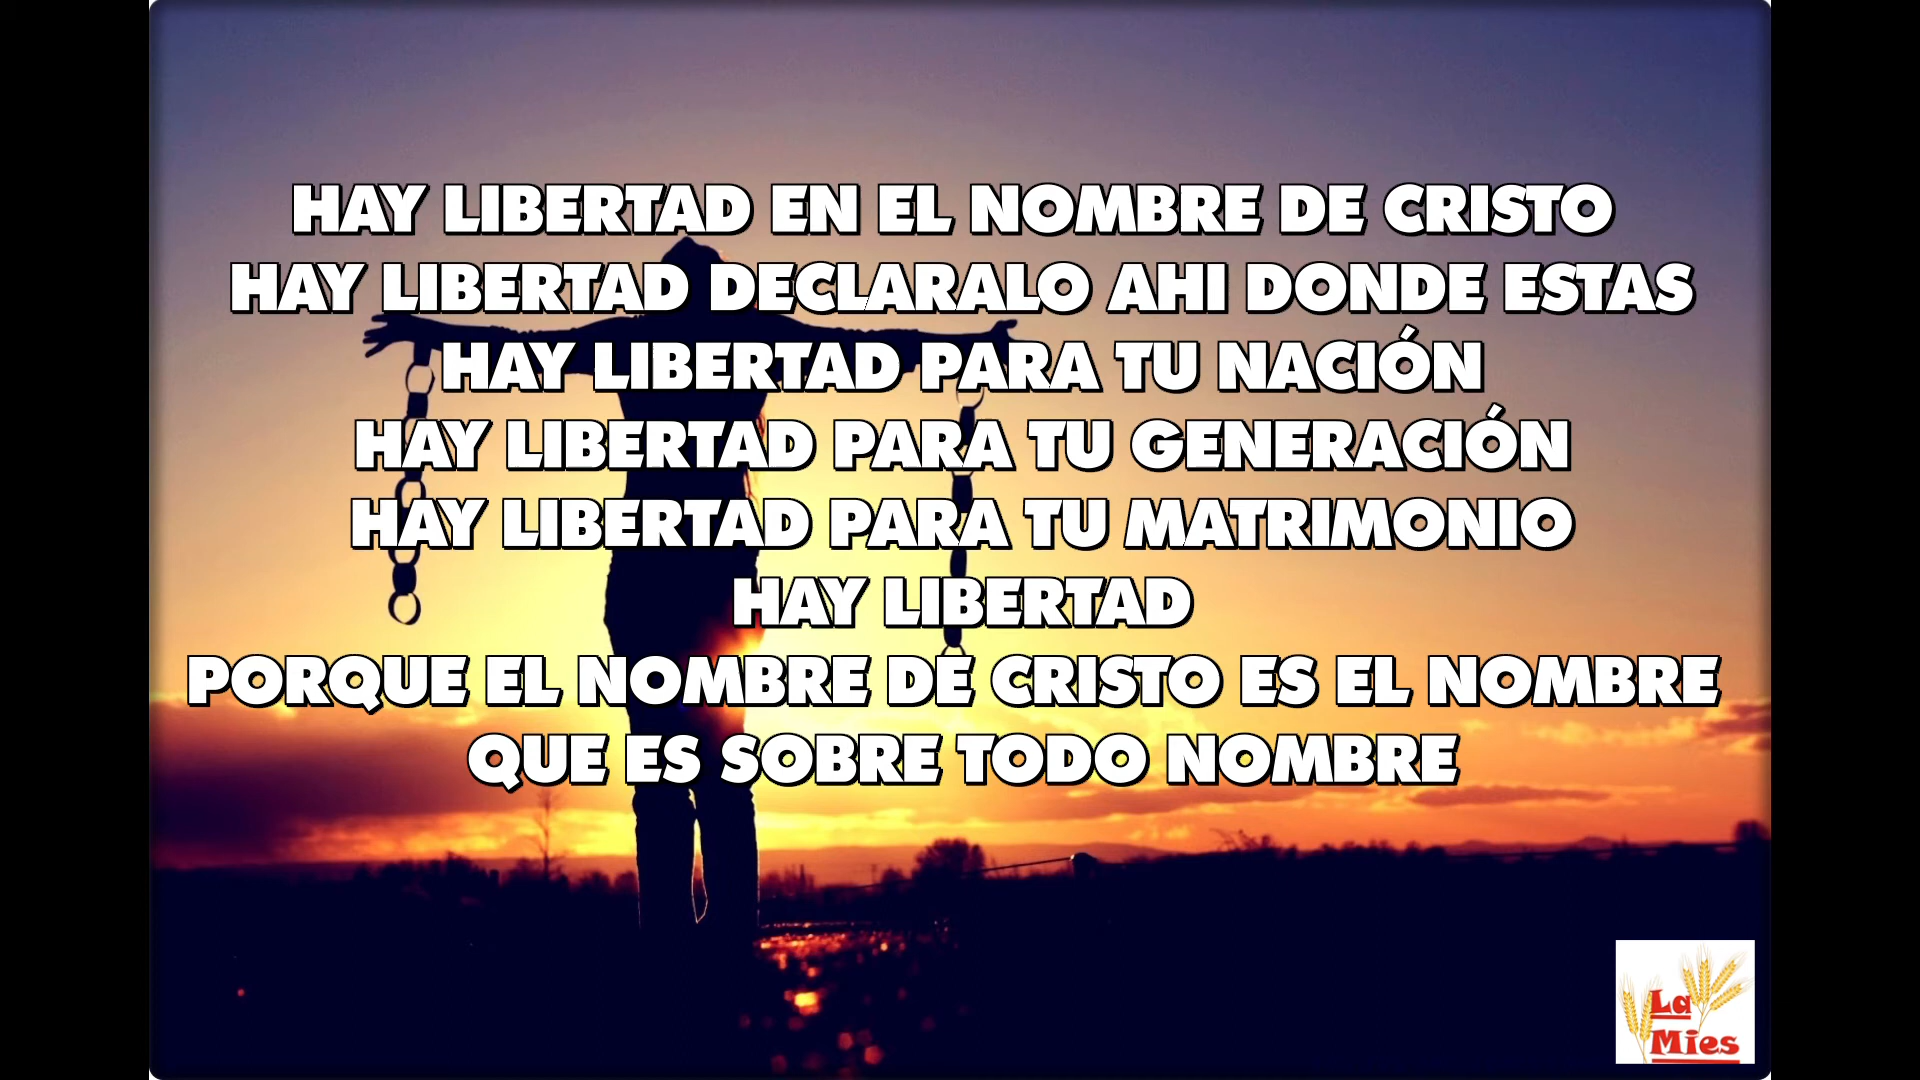 HAY LIBERTAD EN EL NOMBRE DE CRISTO
HAY LIBERTAD DECLARALO AHI DONDE ESTAS
HAY LIBERTAD PARA TU NACIÓN
HAY LIBERTAD PARA TU GENERACIÓN
HAY LIBERTAD PARA TU MATRIMONIO
HAY LIBERTAD
PORQUE EL NOMBRE DE CRISTO ES EL NOMBRE
QUE ES SOBRE TODO NOMBRE
La
Mies